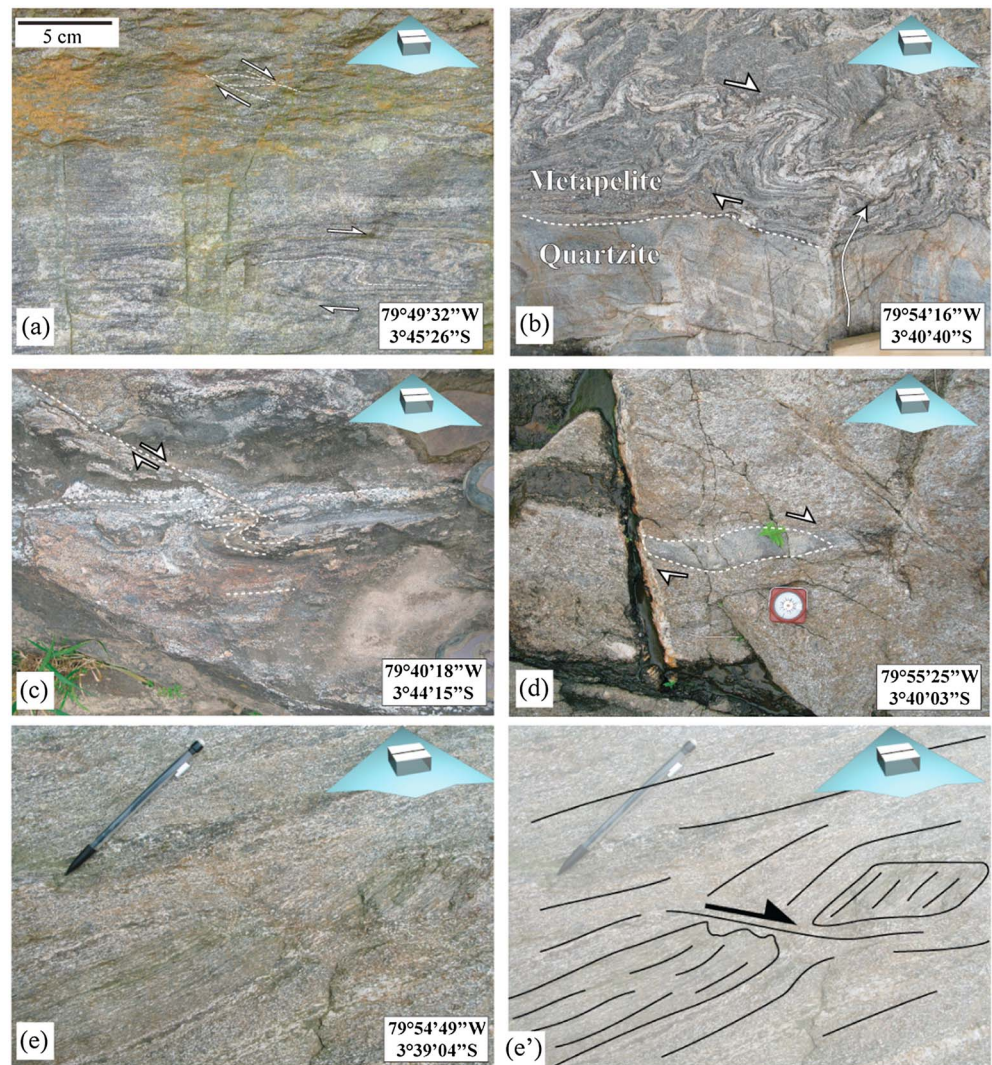 5 cm
(a)
79°49’32”W
3°45’26”S
Metapelite
Quartzite
(b)
79°54’16”W
3°40’40”S
(c)
79°40’18”W
3°44’15”S
(d)
79°55’25”W
3°40’03”S
(e)
79°54’49”W
3°39’04”S
(e’)